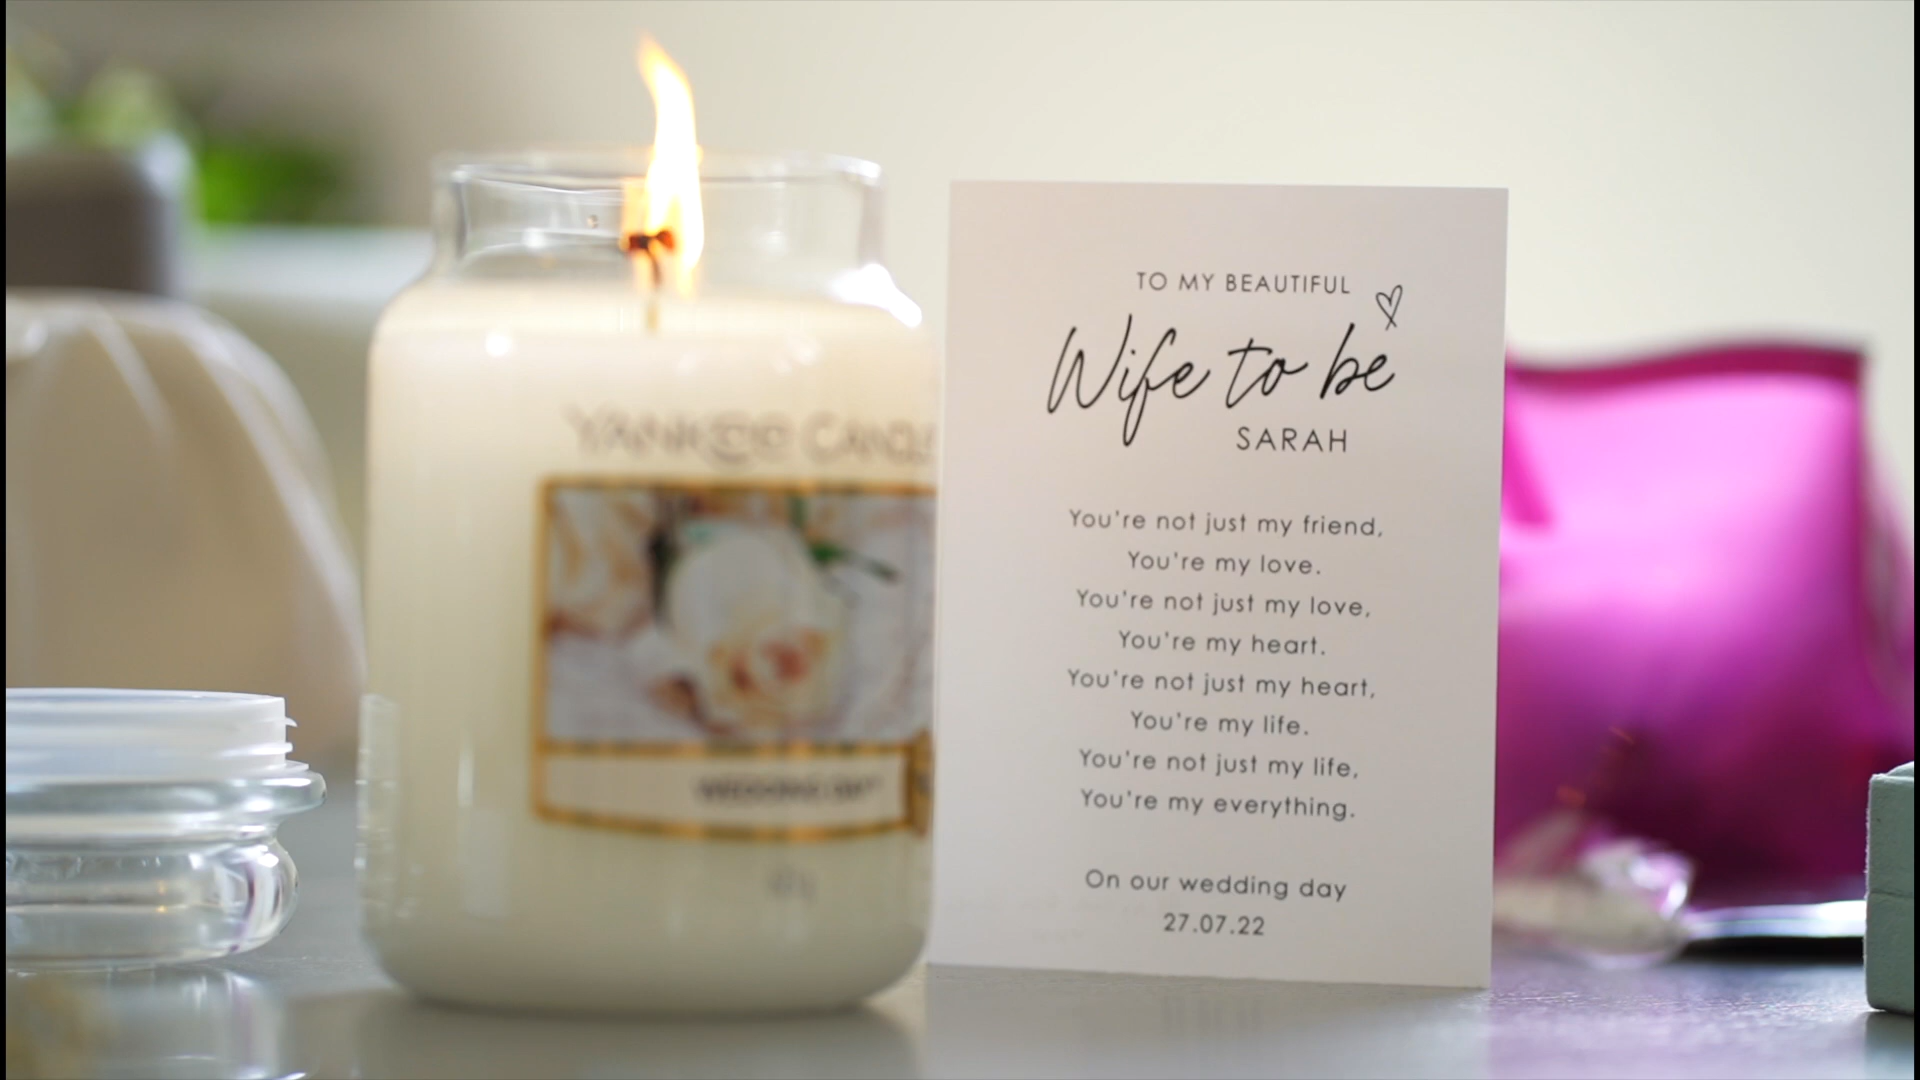 YANKEE CANDLE
WEDDING DAY
TO MY BEAUTIFUL
Wife to be
SARAH
You're not just my friend,
You're my love.
You're not just my love,
You're my heart.
You're not just my heart,
You're my life.
You're not just my life,
You're my everything.
On our wedding day
27.07.22